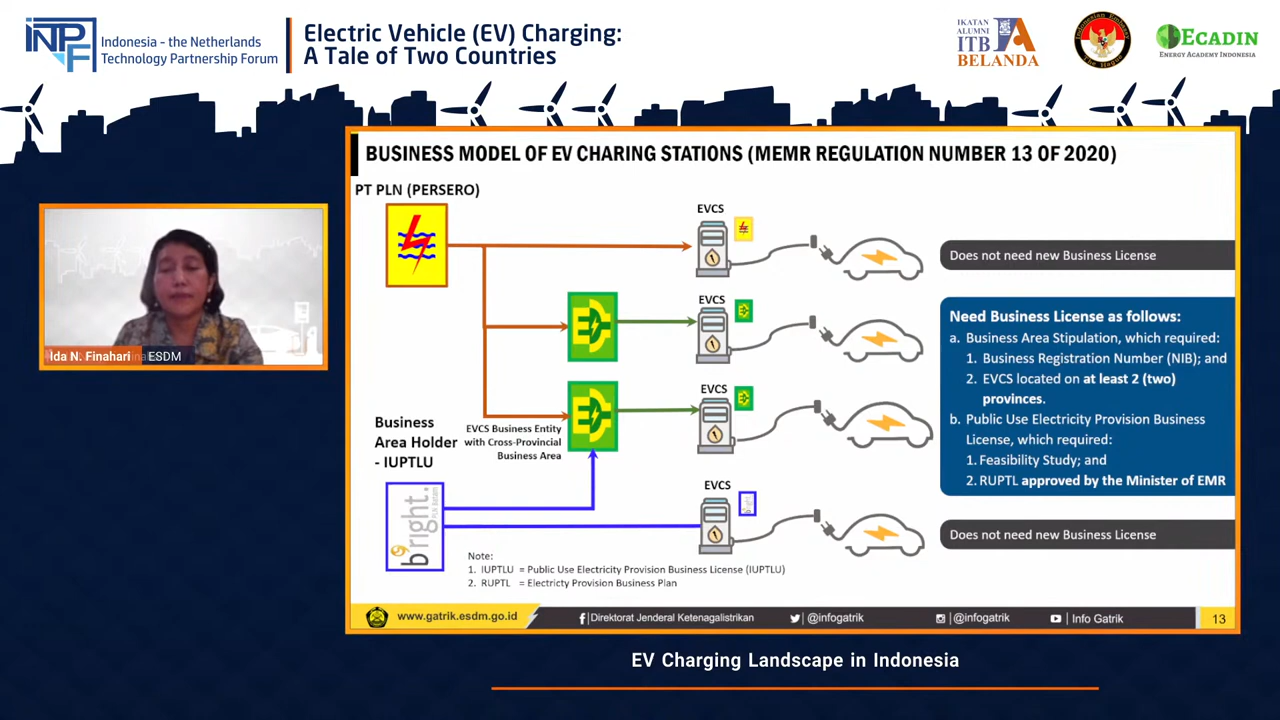 INPF
Indonesia - the Netherlands
Technology Partnership Forum
Electric Vehicle (EV) Charging:
A Tale of Two Countries
IKATAN
ALUMNI
ITB
BELANDA
ECADIN
ENERGY ACADEMY INDONESIA
BUSINESS MODEL OF EV CHARING STATIONS (MEMR REGULATION NUMBER 13 OF 2020)
PT PLN (PERSERO)
EVCS
Does not need new Business License
EVCS
Need Business License as follows:
a. Business Area Stipulation, which required:
1. Business Registration Number (NIB); and
2. EVCS located on at least 2 (two)
provinces.
b. Public Use Electricity Provision Business
License, which required:
1. Feasibility Study; and
2. RUPTL approved by the Minister of EMR
EVCS
EVCS Business Entity
with Cross-Provincial
Business Area
Business
Area Holder
- IUPTLU
bright
PLN Batam
EVCS
bright
Does not need new Business License
Note:
1. IUPTLU = Public Use Electricity Provision Business License (IUPTLU)
2. RUPTL = Electricty Provision Business Plan
www.gatrik.esdm.go.id
Direktorat Jenderal Ketenagalistrikan
@infogatrik
@infogatrik
Info Gatrik
13
Ida N. Finahari ESDM
EV Charging Landscape in Indonesia